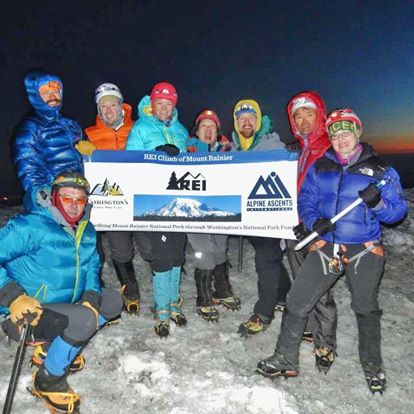 REI Climb of Mount Rainier
WASHINGTON'S
REI
ALPINE ASCENTS
INTERNATIONAL
Mount Rainier National Park through Washington's National Park Fund